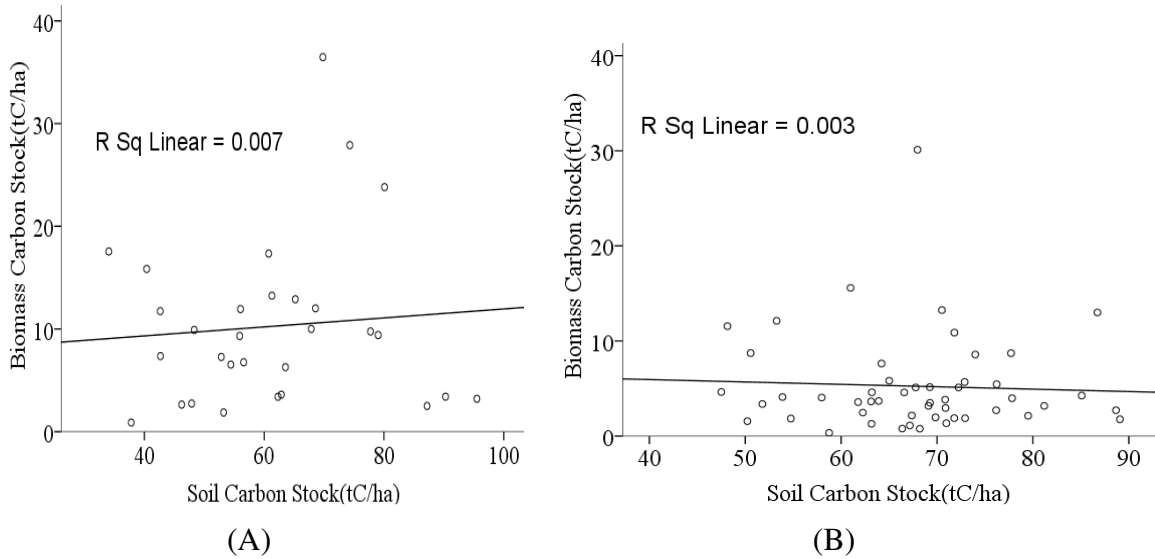 40
30
20
10
0
Biomass Carbon Stock(tC/ha)
R Sq Linear = 0.007
40 60 80 100
Soil Carbon Stock(tC/ha)
(A)
40
30
20
10
0
Biomass Carbon Stock(tC/ha)
R Sq Linear = 0.003
40 50 60 70 80 90
Soil Carbon Stock(tC/ha)
(B)